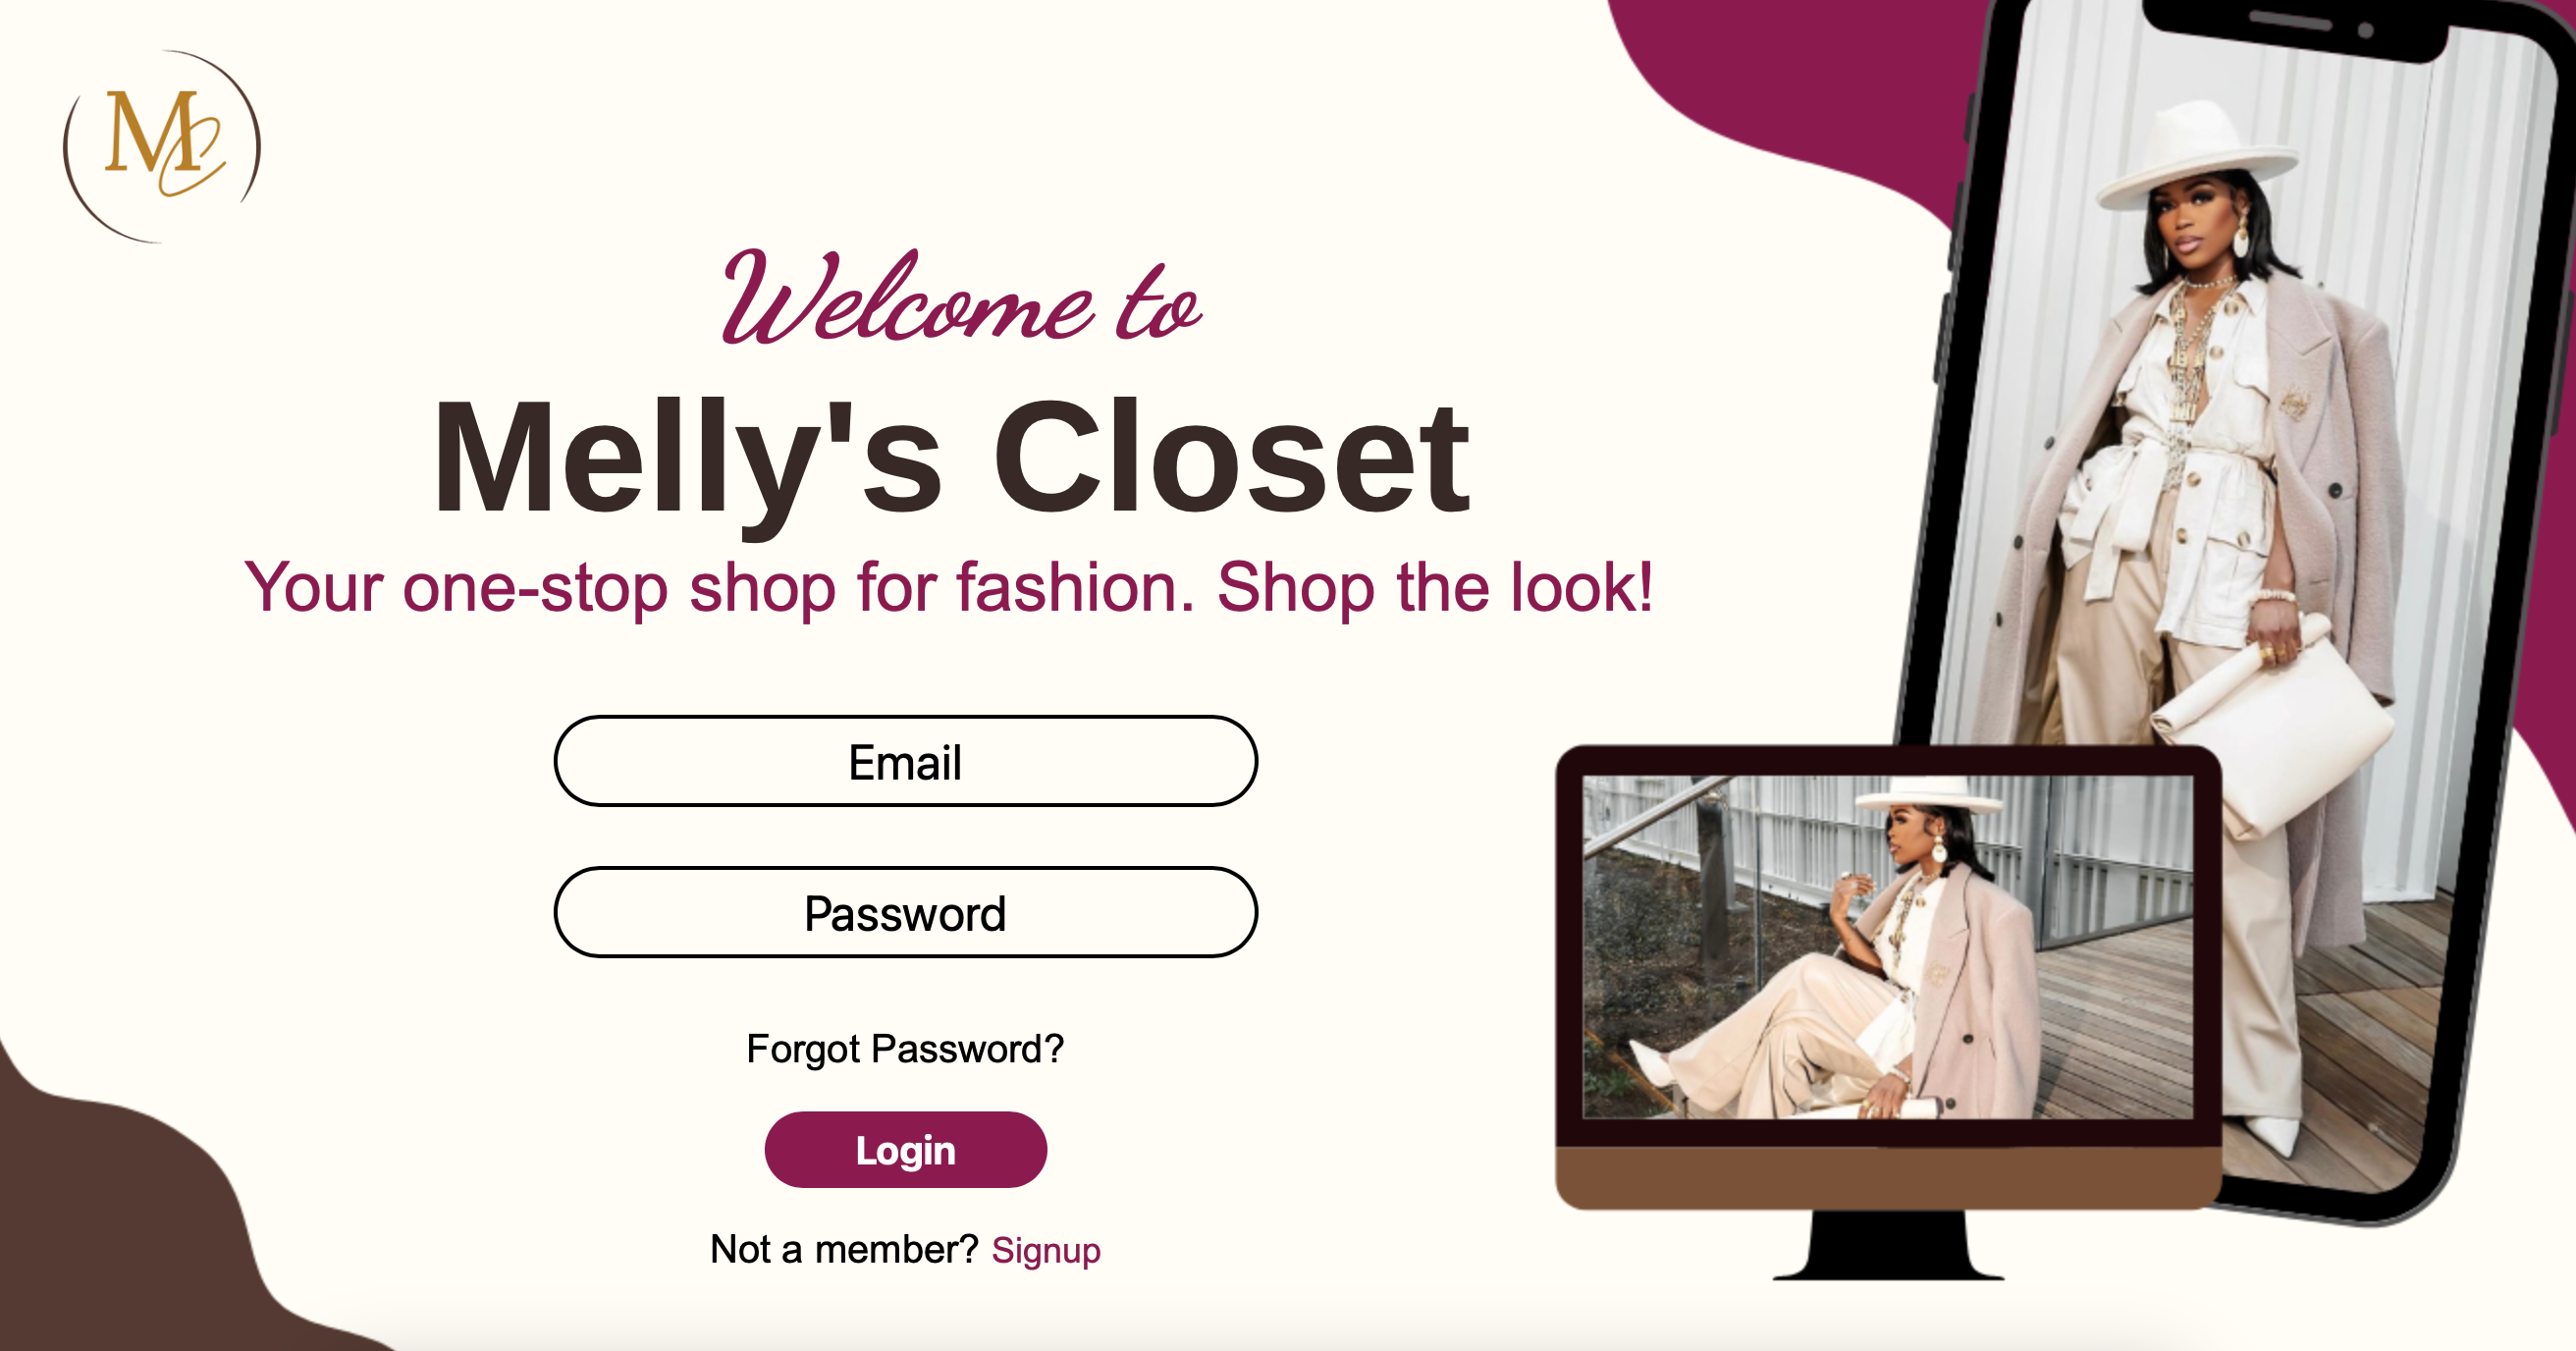 MC
Welcome to
Melly's Closet
Your one-stop shop for fashion. Shop the look!
Email
Password
Forgot Password?
Login
Not a member? Signup